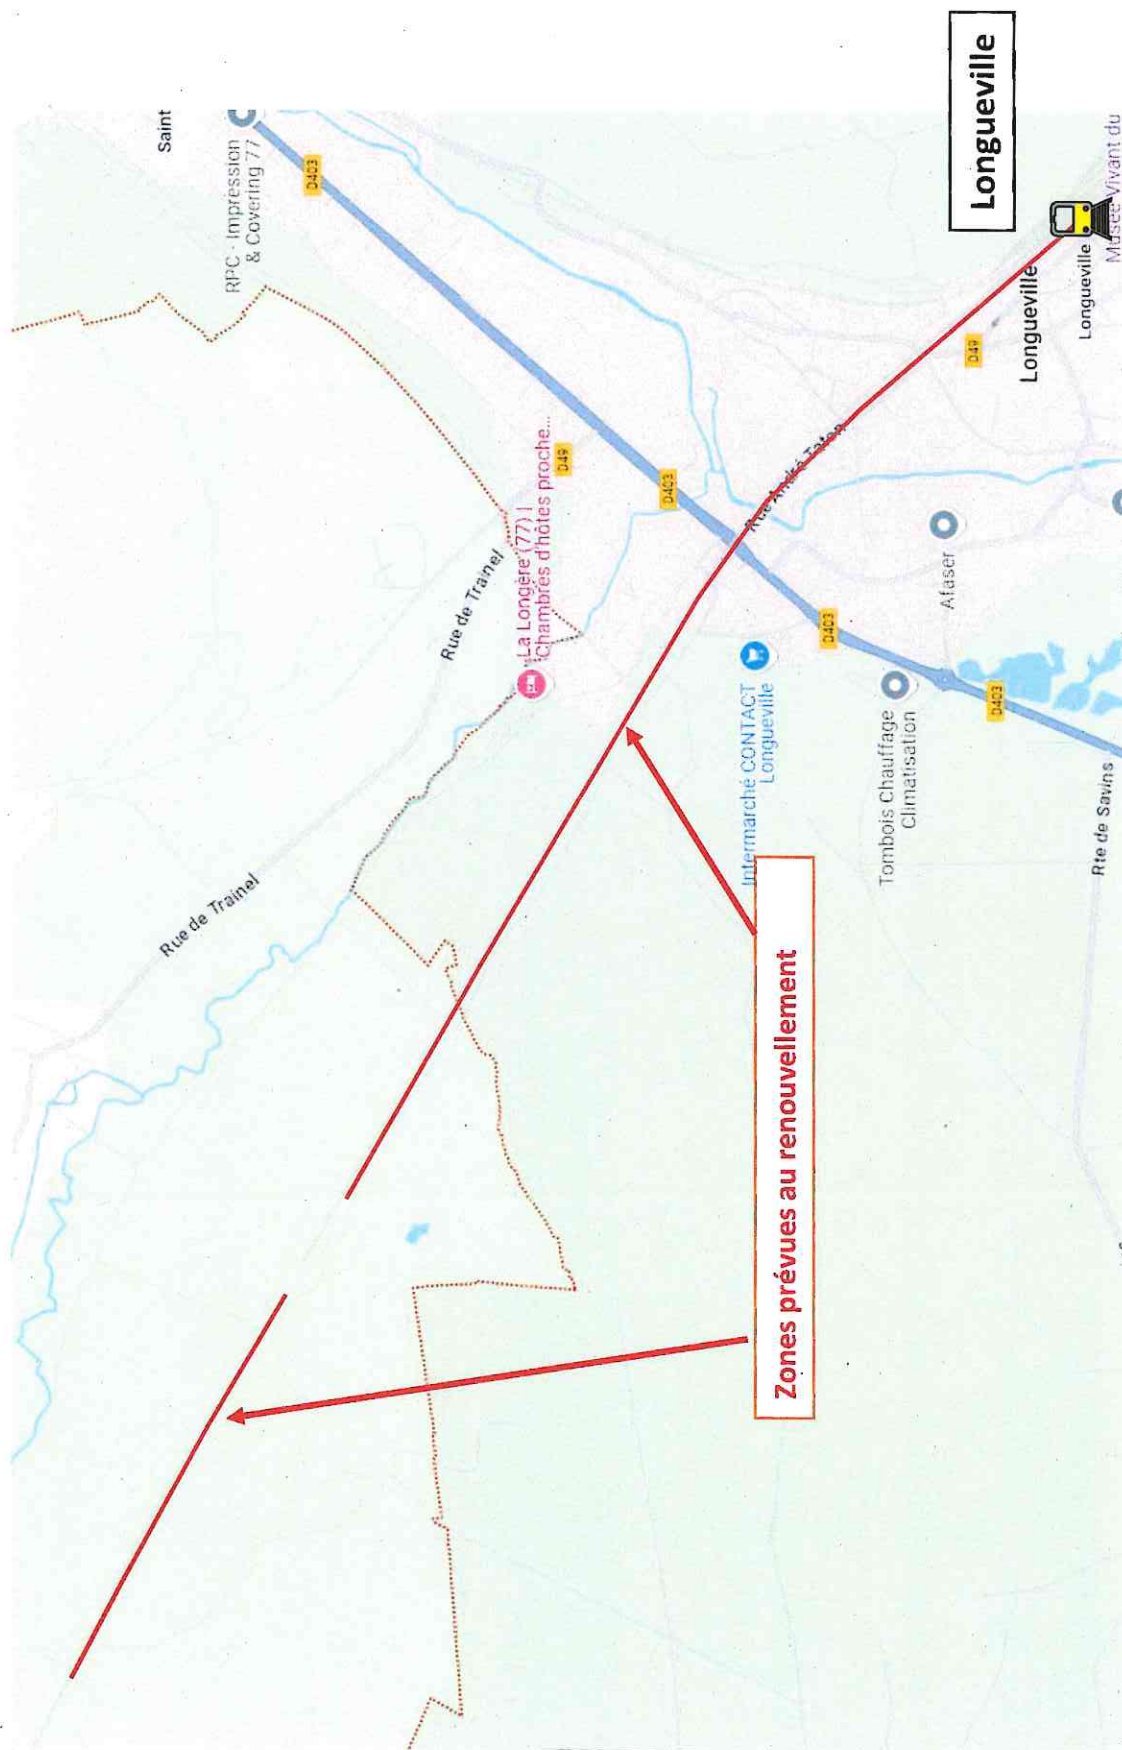 Saint
RPC - Impression
& Covering 77
D403
Longueville
Longueville
Longueville
Musée Vivant du
D49
La Longère (77) |
Chambres d'hôtes proche...
D49
D403
Rue de Trainel
Rue André Tafon
Rue de Trainel
D403
Afaser
Intermarché CONTACT
Longueville
Tombois Chauffage
Climatisation
D403
Rte de Savins
Zones prévues au renouvellement